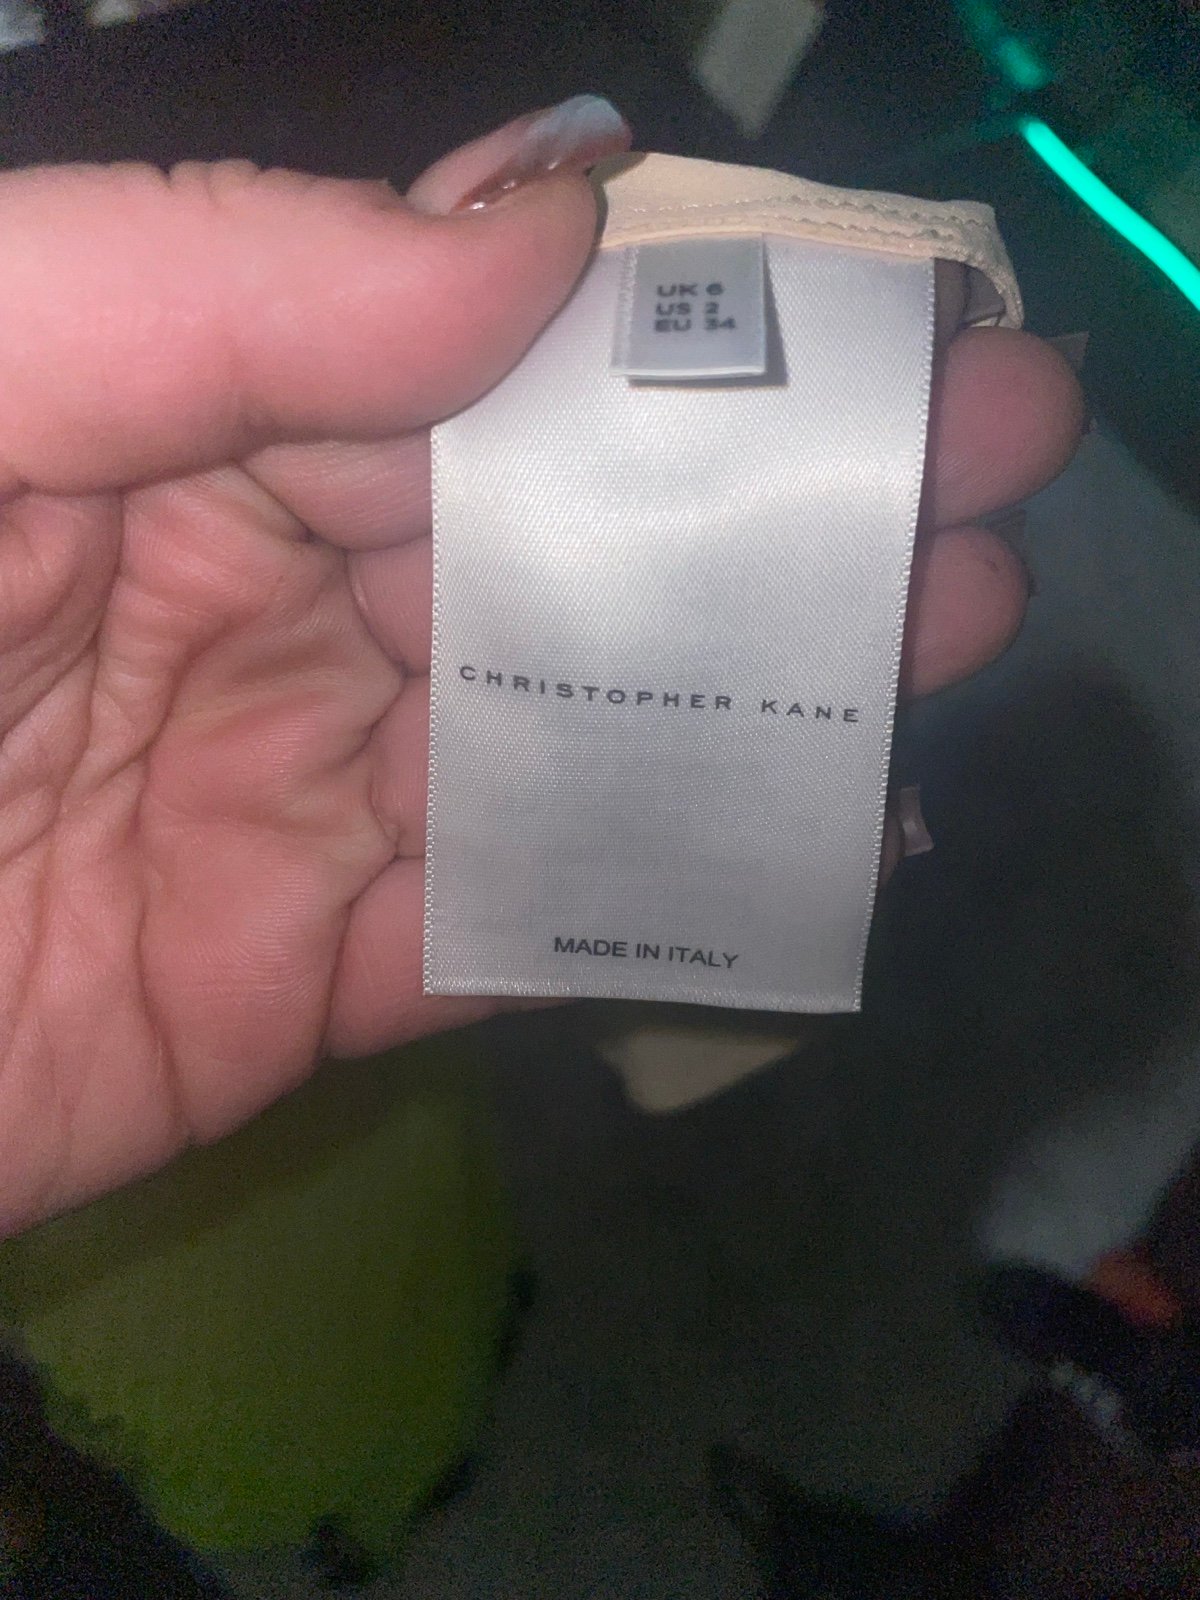 UK 6
US 2
EU 34
CHRISTOPHER KANE
MADE IN ITALY